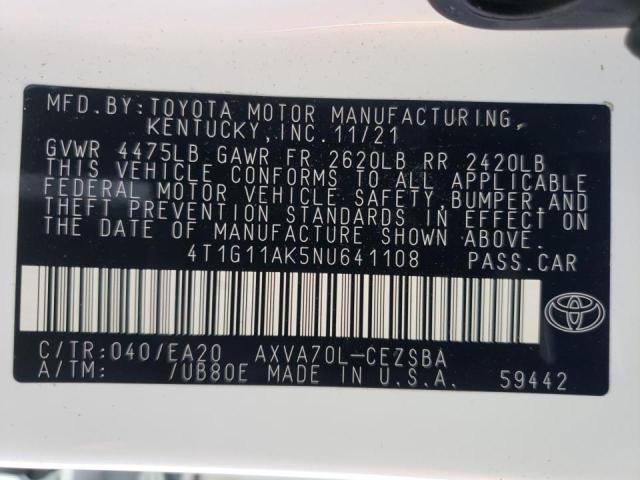 MFD.BY:TOYOTA MOTOR MANUFACTURING,
KENTUCKY,INC.11/21
GVWR 4475LB GAWR FR 2620LB RR 2420LB
THIS VEHICLE CONFORMS TO ALL APPLICABLE
FEDERAL MOTOR VEHICLE SAFETY,BUMPER,AND
THEFT PREVENTION STANDARDS IN EFFECT ON
THE DATE OF MANUFACTURE SHOWN ABOVE.
4T1G11AK5NU641108 PASS.CAR
C/TR:040/EA20 AXVA70L-CEZSBA
A/TM: /UB80E MADE IN U.S.A. 59442